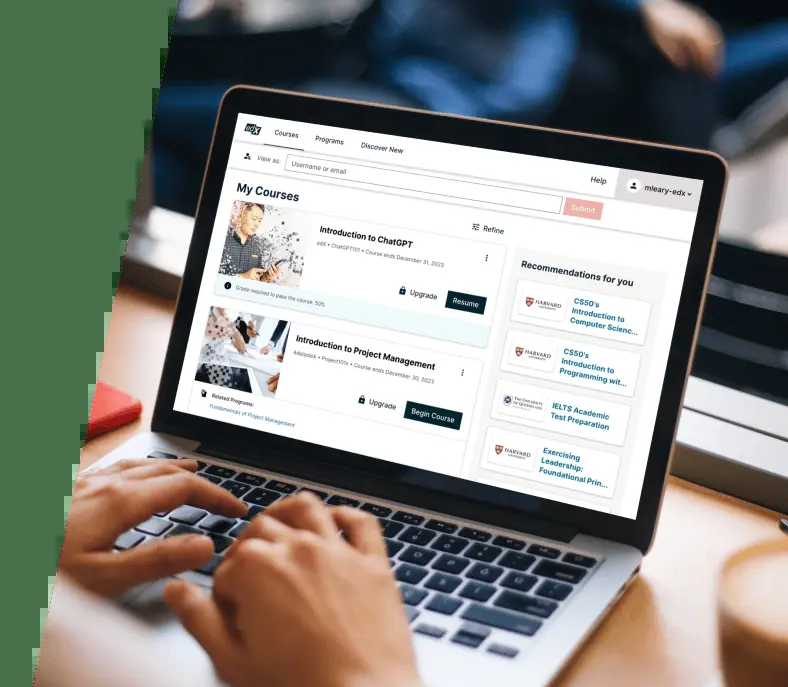 edX
Courses
Programs
Discover New
Help
mleary-edx
View as:
Username or email
Submit
My Courses
Refine
Introduction to ChatGPT
edX • ChatGPT101 • Course ends December 31, 2023
Upgrade
Resume
Grade required to pass the course: 50%
Introduction to Project Management
AdelaideX • Project101x • Course ends December 30, 2023
Upgrade
Begin Course
Related Programs:
Fundamentals of Project Management
Recommendations for you
HARVARD
UNIVERSITY
CS50's
Introduction to
Computer Scienc...
HARVARD
UNIVERSITY
CS50's
Introduction to
Programming wit...
THE UNIVERSITY
OF QUEENSLAND
IELTS Academic
Test Preparation
HARVARD
UNIVERSITY
Exercising
Leadership:
Foundational Prin...